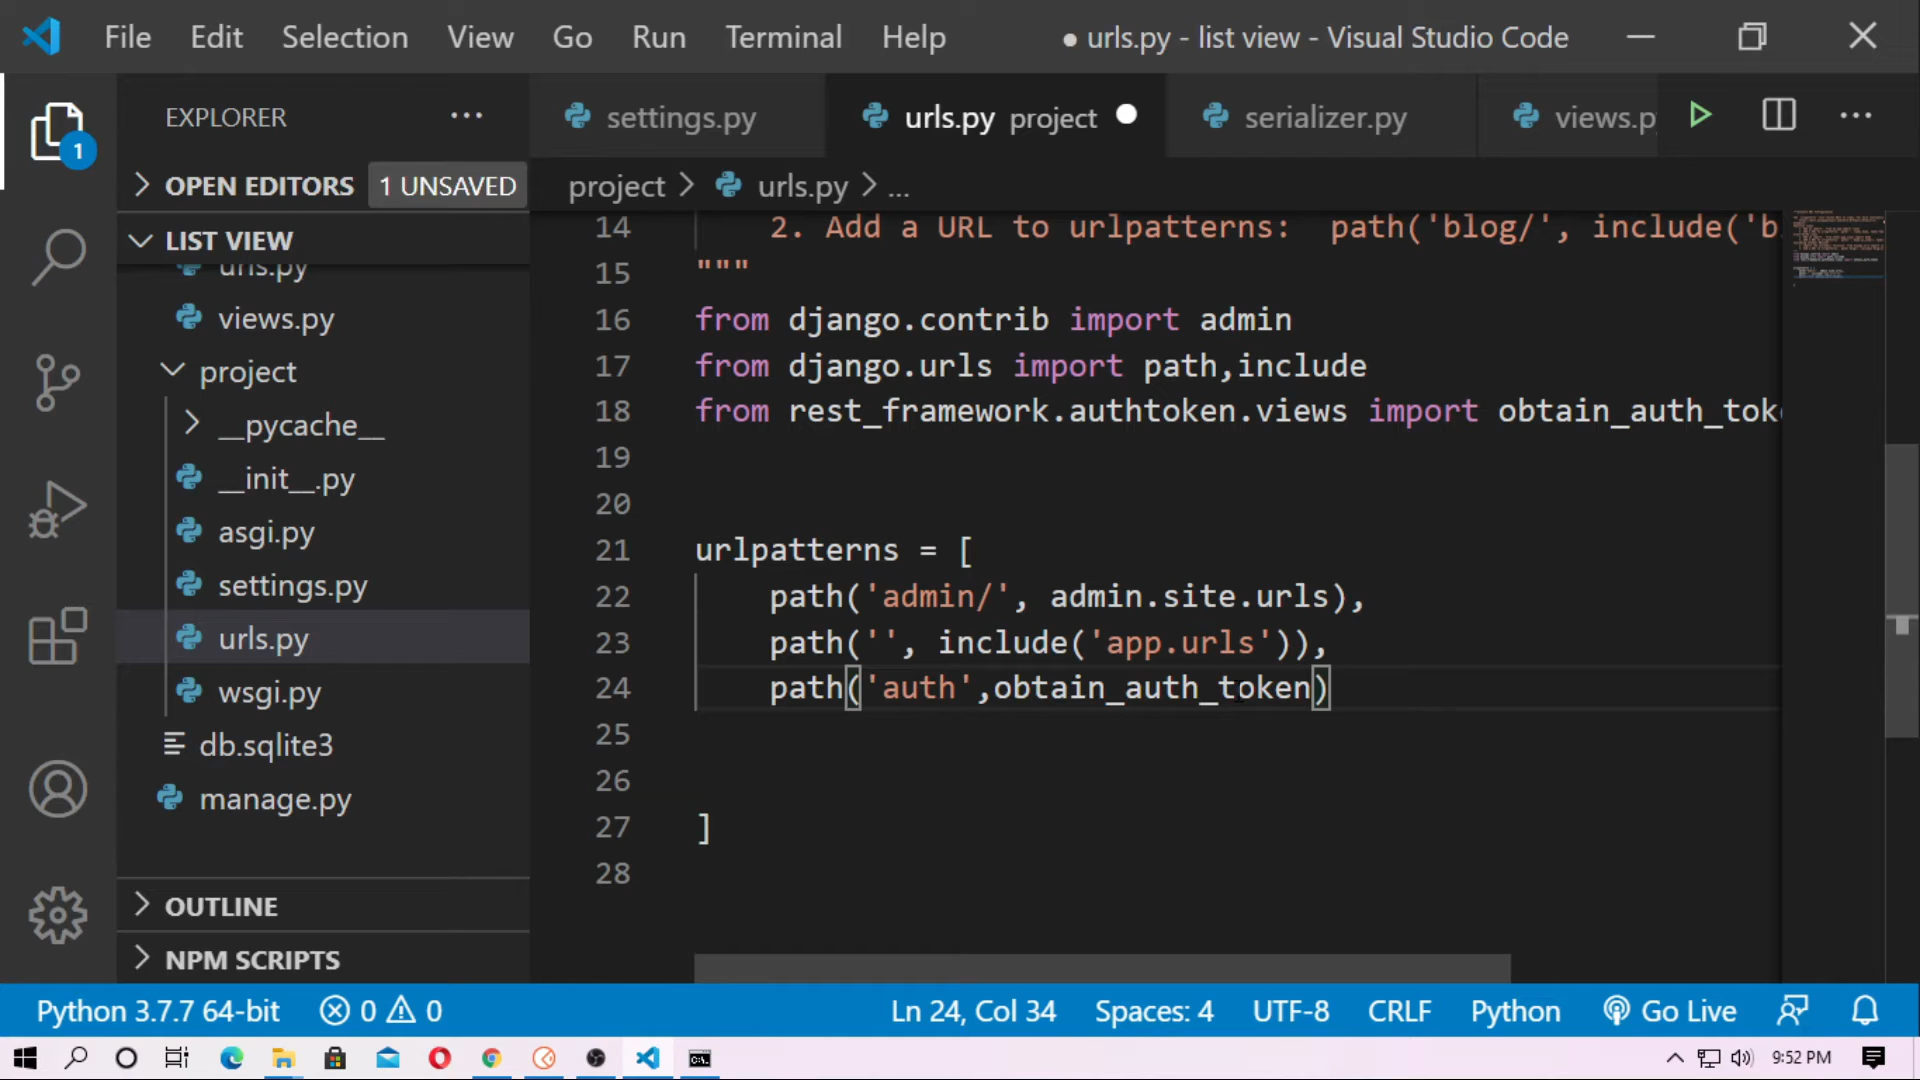 File Edit Selection View Go Run Terminal Help ● urls.py - list view - Visual Studio Code
EXPLORER ...
settings.py urls.py project serializer.py views.p ...
1
OPEN EDITORS 1 UNSAVED
project > urls.py > ...
LIST VIEW
urls.py
views.py
project
__pycache__
__init__.py
asgi.py
settings.py
urls.py
wsgi.py
db.sqlite3
manage.py
OUTLINE
NPM SCRIPTS
14 2. Add a URL to urlpatterns:  path('blog/', include('b
15 """
16 from django.contrib import admin
17 from django.urls import path,include
18 from rest_framework.authtoken.views import obtain_auth_tok
19
20
21 urlpatterns = [
22 path('admin/', admin.site.urls),
23 path('', include('app.urls')),
24 path('auth',obtain_auth_token)
25
26
27 ]
28
Python 3.7.7 64-bit 0 0 Ln 24, Col 34 Spaces: 4 UTF-8 CRLF Python Go Live
9:52 PM